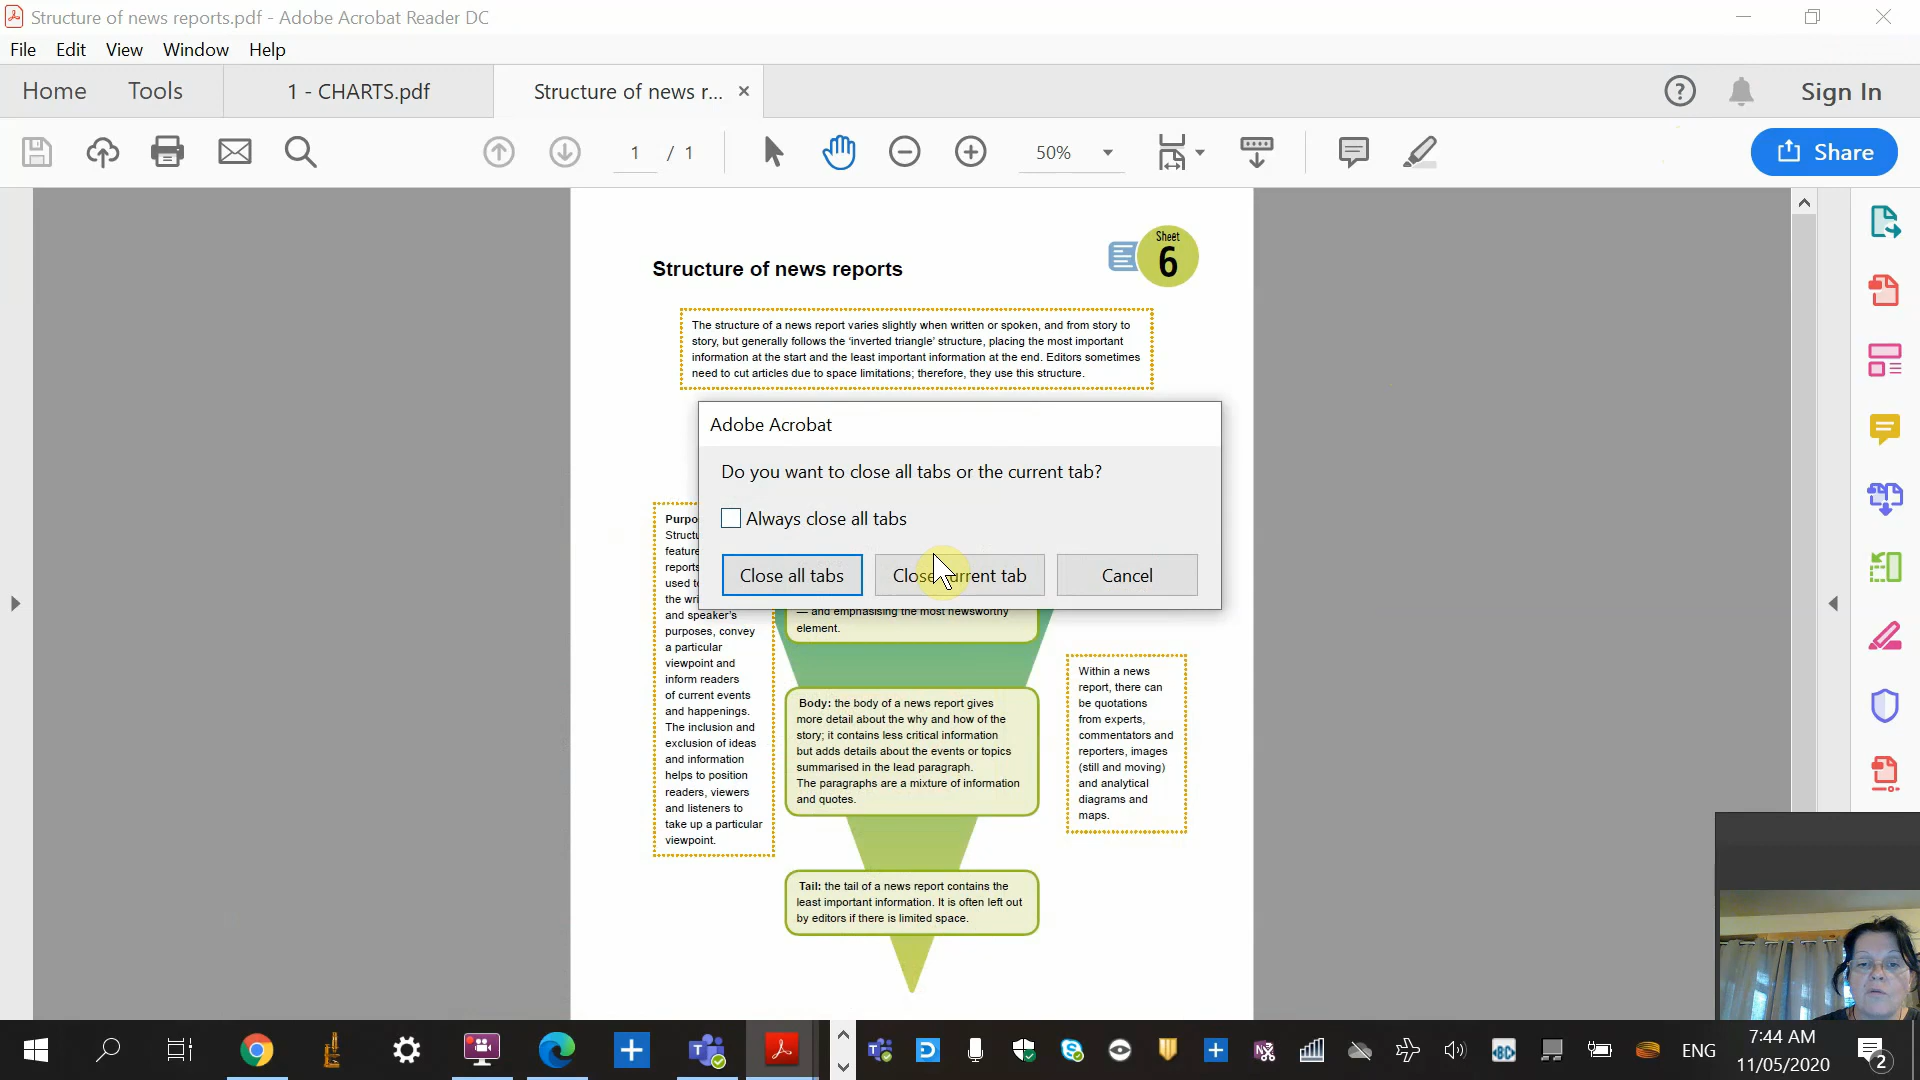 Structure of news reports.pdf - Adobe Acrobat Reader DC
File Edit View Window Help
Home Tools 1 - CHARTS.pdf Structure of news r... Sign In
1 / 1 50% Share
Sheet
6
Structure of news reports
The structure of a news report varies slightly when written or spoken, and from story to
story, but generally follows the 'inverted triangle' structure, placing the most important
information at the start and the least important information at the end. Editors sometimes
need to cut articles due to space limitations; therefore, they use this structure.
Adobe Acrobat
Do you want to close all tabs or the current tab?
Always close all tabs
Close all tabs
Close current tab
Cancel
— and emphasising the most newsworthy
element.
and speaker's
purposes, convey
a particular
viewpoint and
inform readers
of current events
and happenings.
The inclusion and
exclusion of ideas
and information
helps to position
readers, viewers
and listeners to
take up a particular
viewpoint.
Body: the body of a news report gives
more detail about the why and how of the
story; it contains less critical information
but adds details about the events or topics
summarised in the lead paragraph.
The paragraphs are a mixture of information
and quotes.
Within a news
report, there can
be quotations
from experts,
commentators and
reporters, images
(still and moving)
and analytical
diagrams and
maps.
Tail: the tail of a news report contains the
least important information. It is often left out
by editors if there is limited space.
ENG
7:44 AM
11/05/2020
2